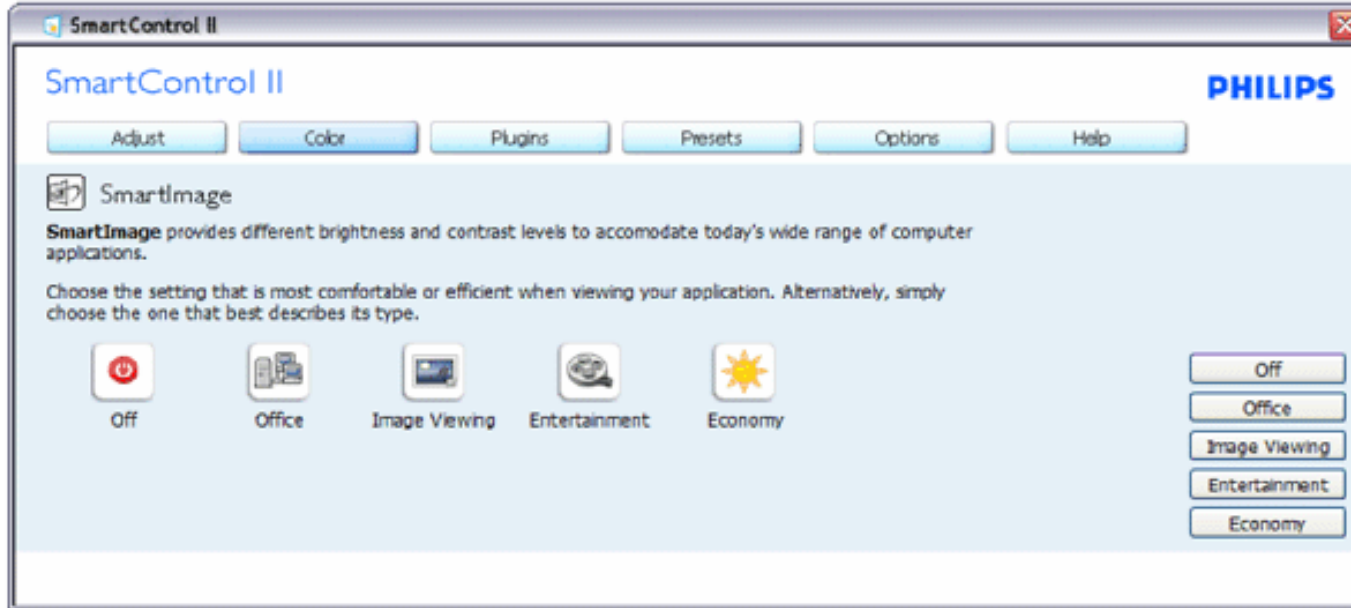 SmartControl II
SmartControl II
PHILIPS
Adjust Color Plugins Presets Options Help
SmartImage
SmartImage provides different brightness and contrast levels to accomodate today's wide range of computer
applications.
Choose the setting that is most comfortable or efficient when viewing your application. Alternatively, simply
choose the one that best describes its type.
Off Office Image Viewing Entertainment Economy
Off
Office
Image Viewing
Entertainment
Economy